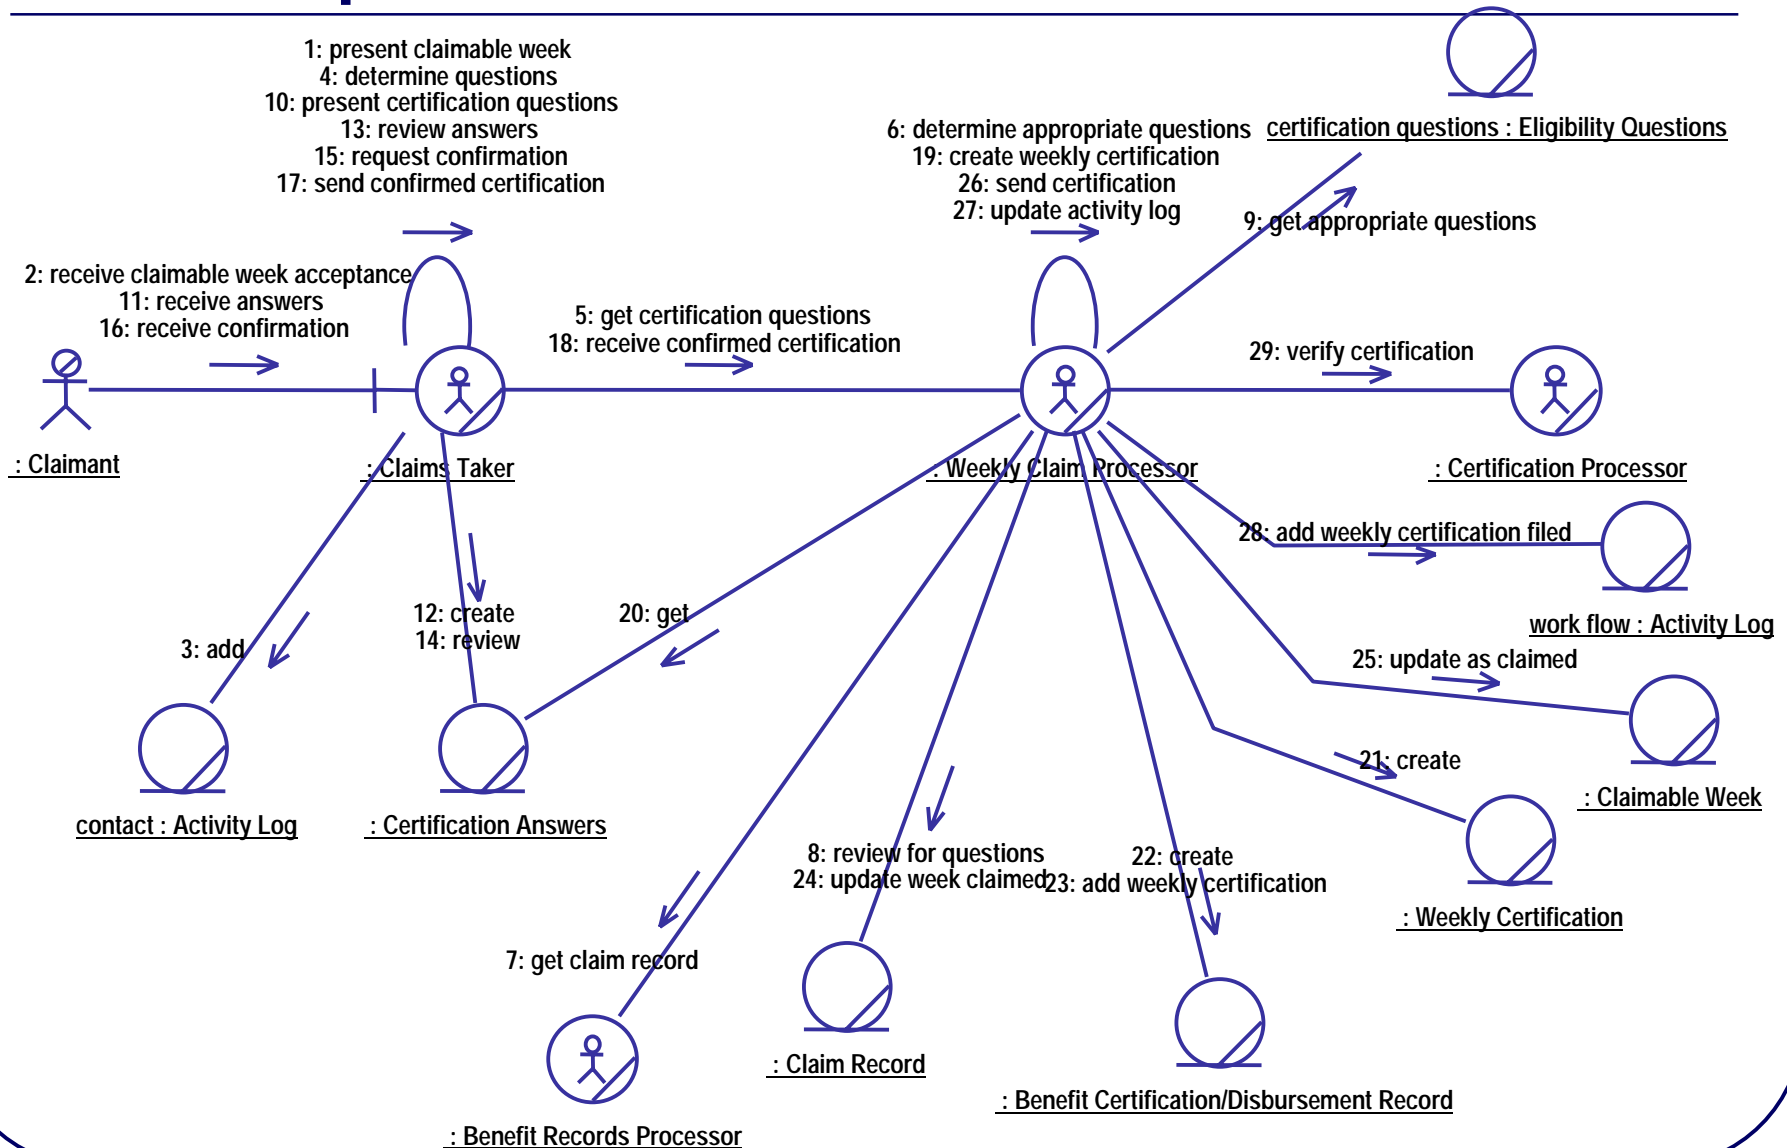 1: present claimable week
4: determine questions
10: present certification questions
13: review answers
15: request confirmation
17: send confirmed certification
6: determine appropriate questions
19: create weekly certification
26: send certification
27: update activity log
certification questions : Eligibility Questions
9: get appropriate questions
2: receive claimable week acceptance
11: receive answers
16: receive confirmation
5: get certification questions
18: receive confirmed certification
29: verify certification
: Claimant
: Claims Taker
: Weekly Claim Processor
: Certification Processor
28: add weekly certification filed
work flow : Activity Log
3: add
12: create
14: review
20: get
25: update as claimed
21: create
: Claimable Week
contact : Activity Log
: Certification Answers
8: review for questions
24: update week claimed
22: create
23: add weekly certification
: Weekly Certification
7: get claim record
: Claim Record
: Benefit Certification/Disbursement Record
: Benefit Records Processor